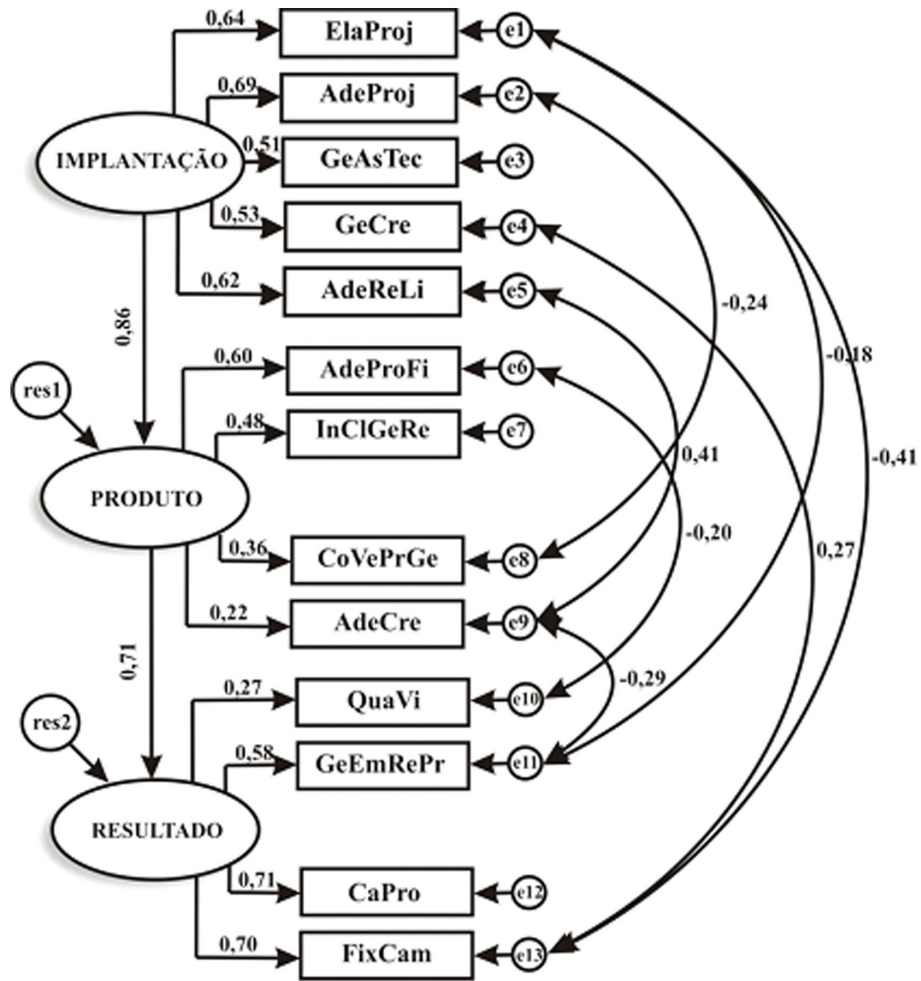 0,64
ElaProj
e1
0,69
AdeProj
e2
IMPLANTAÇÃO
0,51
GeAsTec
e3
0,53
GeCre
e4
0,62
AdeReLi
e5
-0,24
0,86
-0,18
0,60
AdeProFi
e6
res1
0,48
InClGeRe
e7
0,41
-0,41
PRODUTO
-0,20
0,36
CoVePrGe
e8
0,27
0,22
AdeCre
e9
0,71
-0,29
0,27
QuaVi
e10
res2
0,58
GeEmRePr
e11
RESULTADO
0,71
CaPro
e12
0,70
FixCam
e13